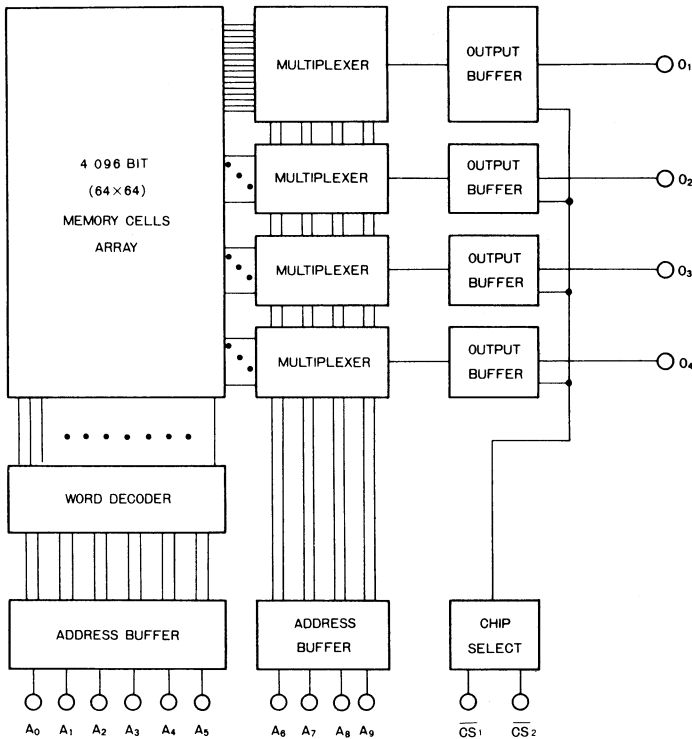 MULTIPLEXER
OUTPUT
BUFFER
O₁
4 096 BIT
(64×64)
MEMORY CELLS
ARRAY
MULTIPLEXER
OUTPUT
BUFFER
O₂
MULTIPLEXER
OUTPUT
BUFFER
O₃
MULTIPLEXER
OUTPUT
BUFFER
O₄
WORD DECODER
ADDRESS BUFFER
ADDRESS
BUFFER
CHIP
SELECT
A₀ A₁ A₂ A₃ A₄ A₅ A₆ A₇ A₈ A₉ C̅S̅₁ C̅S̅₂